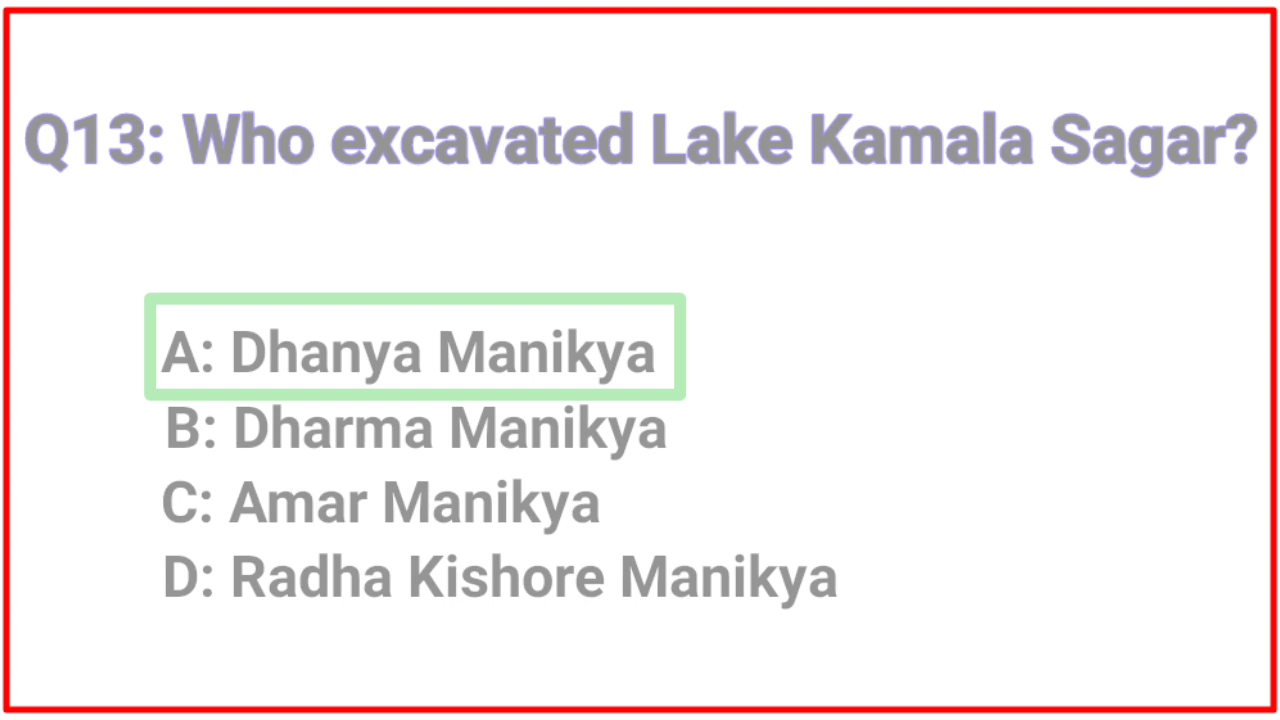 Q13: Who excavated Lake Kamala Sagar?
A: Dhanya Manikya
B: Dharma Manikya
C: Amar Manikya
D: Radha Kishore Manikya